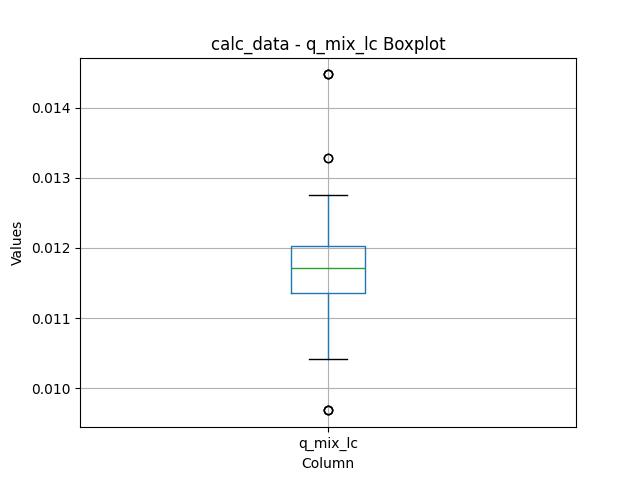 calc_data - q_mix_lc Boxplot
0.014
0.013
0.012
0.011
0.010
Values
q_mix_lc
Column